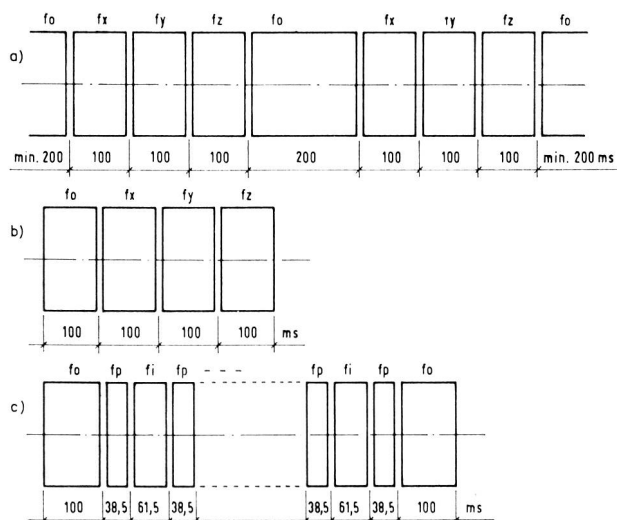 fo fx fy fz fo fx ty fz fo
a)
min. 200 100 100 100 200 100 100 100 min. 200 ms
fo fx fy fz
b)
100 100 100 100 ms
fo fp fi fp - - - fp fi fp fo
c)
100 38,5 61,5 38,5 38,5 61,5 38,5 100 ms